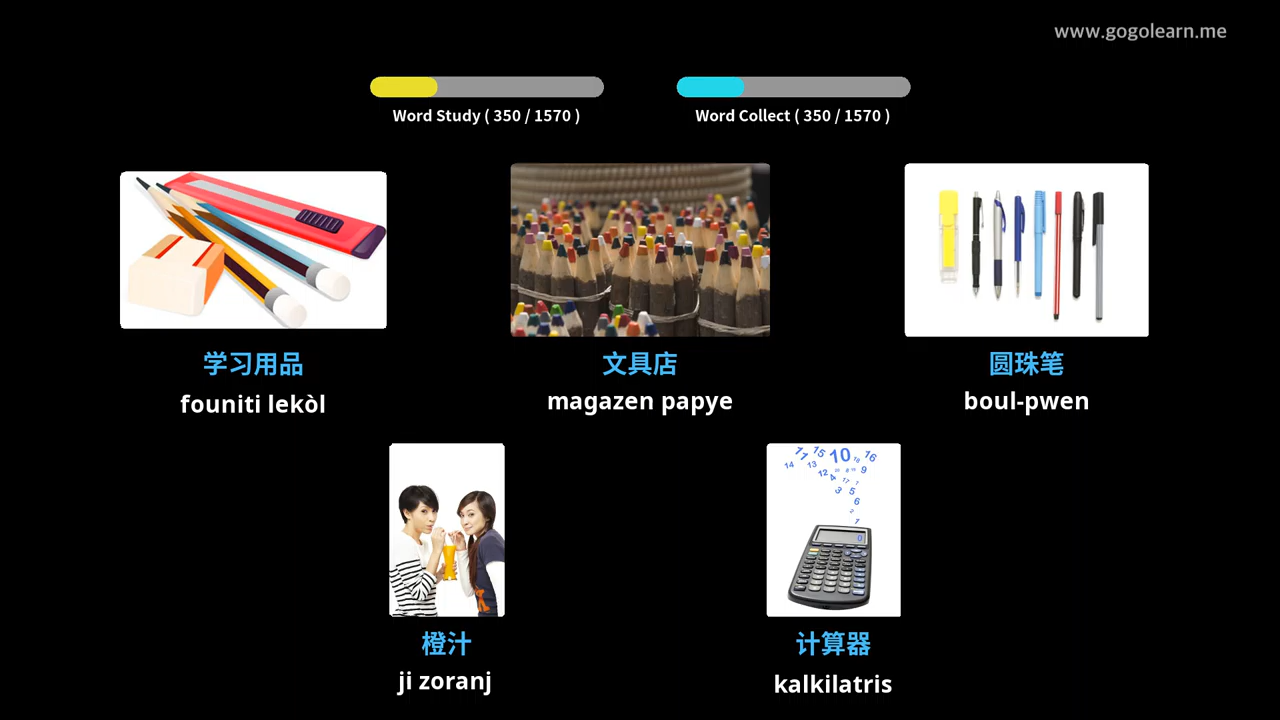 www.gogolearn.me
Word Study ( 350 / 1570 )
Word Collect ( 350 / 1570 )
学习用品
founiti lekòl
文具店
magazen papye
圆珠笔
boul-pwen
橙汁
ji zoranj
计算器
kalkilatris